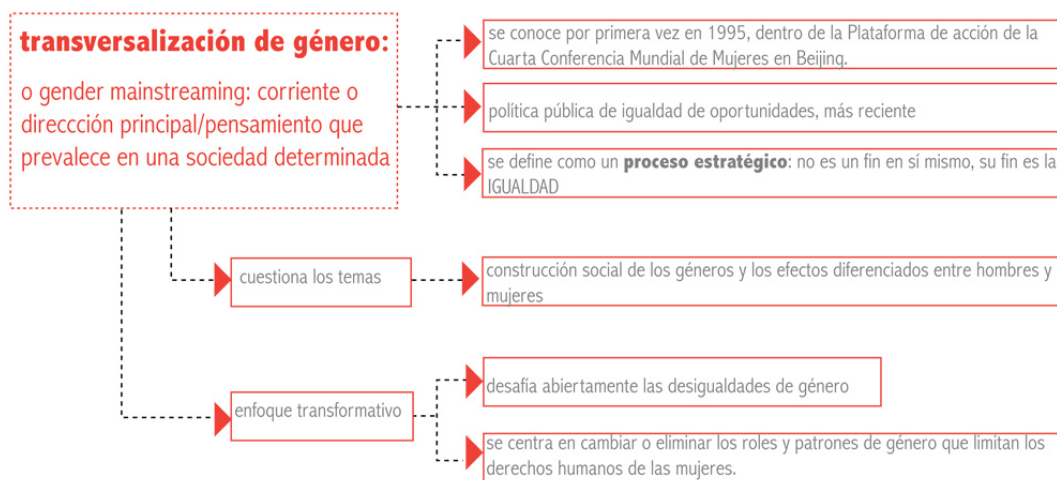 transversalización de género:
o gender mainstreaming: corriente o
direccción principal/pensamiento que
prevalece en una sociedad determinada
se conoce por primera vez en 1995, dentro de la Plataforma de acción de la
Cuarta Conferencia Mundial de Mujeres en Beijing.
política pública de igualdad de oportunidades, más reciente
se define como un proceso estratégico: no es un fin en sí mismo, su fin es la
IGUALDAD
cuestiona los temas
construcción social de los géneros y los efectos diferenciados entre hombres y
mujeres
enfoque transformativo
desafía abiertamente las desigualdades de género
se centra en cambiar o eliminar los roles y patrones de género que limitan los
derechos humanos de las mujeres.